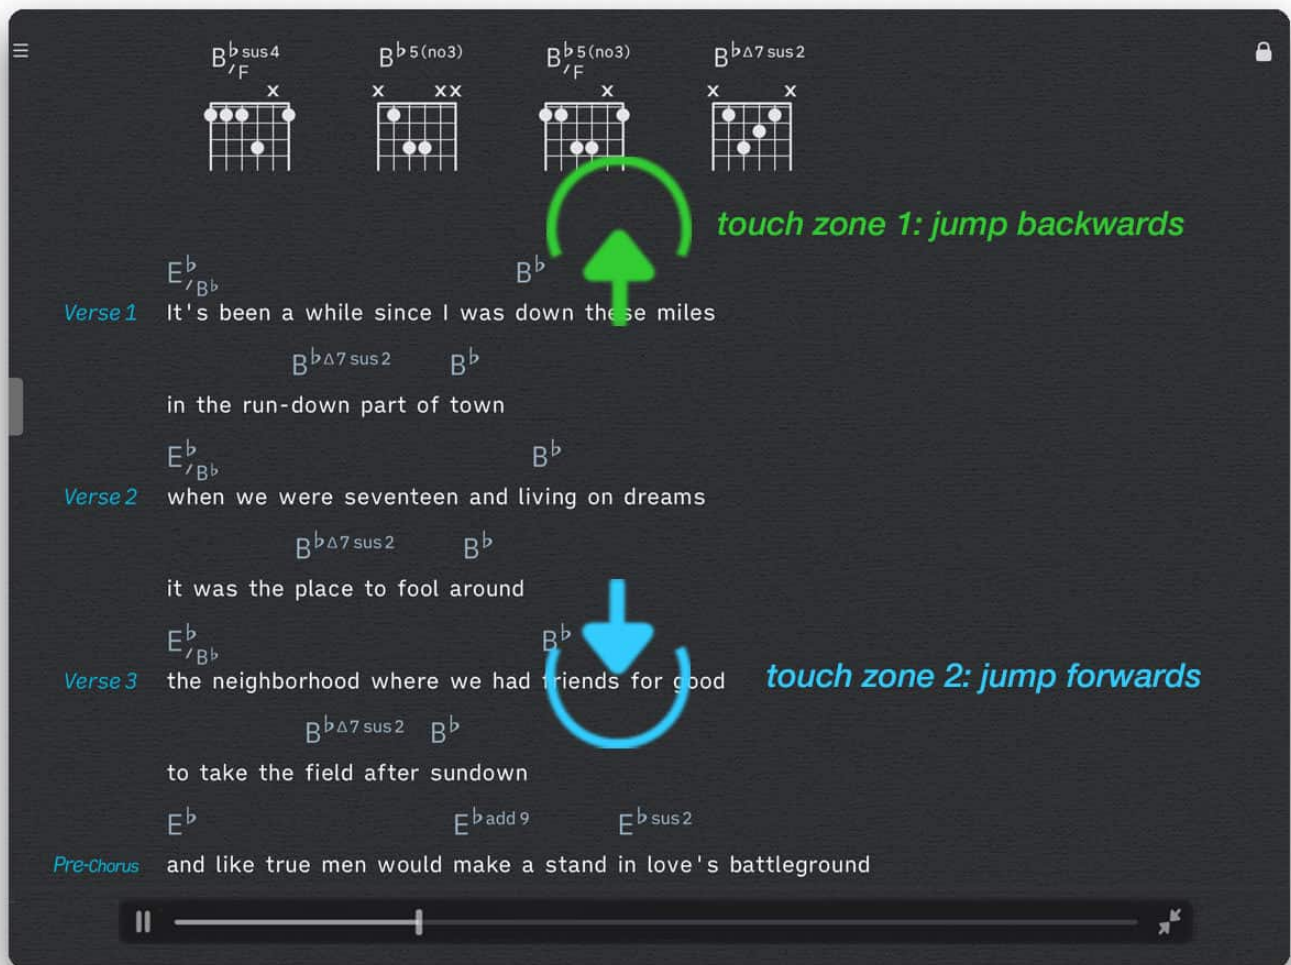 B♭sus4/F B♭5(no3) B♭5(no3)/F B♭Δ7sus2
x x xx x x x
touch zone 1: jump backwards
E♭/B♭ B♭
Verse 1 It's been a while since I was down these miles
B♭Δ7sus2 B♭
in the run-down part of town
E♭/B♭ B♭
Verse 2 when we were seventeen and living on dreams
B♭Δ7sus2 B♭
it was the place to fool around
E♭/B♭ B♭
Verse 3 the neighborhood where we had friends for good
touch zone 2: jump forwards
B♭Δ7sus2 B♭
to take the field after sundown
E♭ E♭add9 E♭sus2
Pre-Chorus and like true men would make a stand in love's battleground